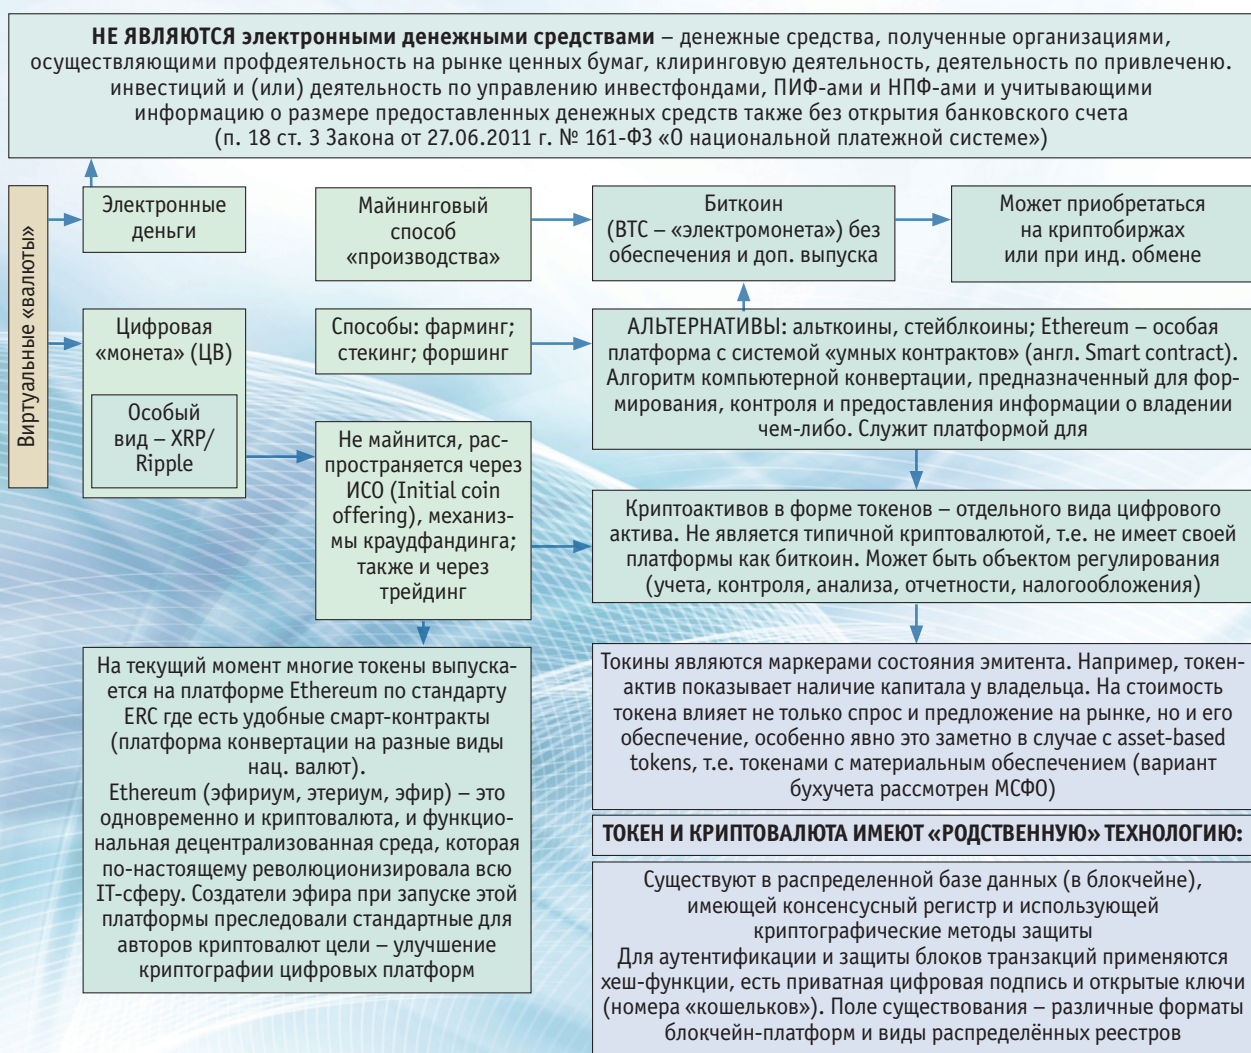 НЕ ЯВЛЯЮТСЯ электронными денежными средствами – денежные средства, полученные организациями,
осуществляющими профдеятельность на рынке ценных бумаг, клиринговую деятельность, деятельность по привлеченю.
инвестиций и (или) деятельность по управлению инвестфондами, ПИФ-ами и НПФ-ами и учитывающими
информацию о размере предоставленных денежных средств также без открытия банковского счета
(п. 18 ст. 3 Закона от 27.06.2011 г. № 161-ФЗ «О национальной платежной системе»)
Виртуальные «валюты»
Электронные
деньги
Майнинговый
способ
«производства»
Биткоин
(BTC – «электромонета») без
обеспечения и доп. выпуска
Может приобретаться
на криптобиржах
или при инд. обмене
Цифровая
«монета» (ЦВ)
Особый
вид – XRP/
Ripple
Способы: фарминг;
стекинг; форшинг
АЛЬТЕРНАТИВЫ: альткоины, стейблкоины; Ethereum – особая
платформа с системой «умных контрактов» (англ. Smart contract).
Алгоритм компьютерной конвертации, предназначенный для фор-
мирования, контроля и предоставления информации о владении
чем-либо. Служит платформой для
Не майнится, рас-
пространяется через
ИСО (Initial coin
offering), механиз-
мы краудфандинга;
также и через
трейдинг
Криптоактивов в форме токенов – отдельного вида цифрового
актива. Не является типичной криптовалютой, т.е. не имеет своей
платформы как биткоин. Может быть объектом регулирования
(учета, контроля, анализа, отчетности, налогообложения)
На текущий момент многие токены выпуска-
ется на платформе Ethereum по стандарту
ERC где есть удобные смарт-контракты
(платформа конвертации на разные виды
нац. валют).
Ethereum (эфириум, этериум, эфир) – это
одновременно и криптовалюта, и функцио-
нальная децентрализованная среда, которая
по-настоящему революционизировала всю
IT-сферу. Создатели эфира при запуске этой
платформы преследовали стандартные для
авторов криптовалют цели – улучшение
криптографии цифровых платформ
Токины являются маркерами состояния эмитента. Например, токен-
актив показывает наличие капитала у владельца. На стоимость
токена влияет не только спрос и предложение на рынке, но и его
обеспечение, особенно явно это заметно в случае с asset-based
tokens, т.е. токенами с материальным обеспечением (вариант
бухучета рассмотрен МСФО)
ТОКЕН И КРИПТОВАЛЮТА ИМЕЮТ «РОДСТВЕННУЮ» ТЕХНОЛОГИЮ:
Существуют в распределенной базе данных (в блокчейне),
имеющей консенсусный регистр и использующей
криптографические методы защиты
Для аутентификации и защиты блоков транзакций применяются
хеш-функции, есть приватная цифровая подпись и открытые ключи
(номера «кошельков»). Поле существования – различные форматы
блокчейн-платформ и виды распределённых реестров